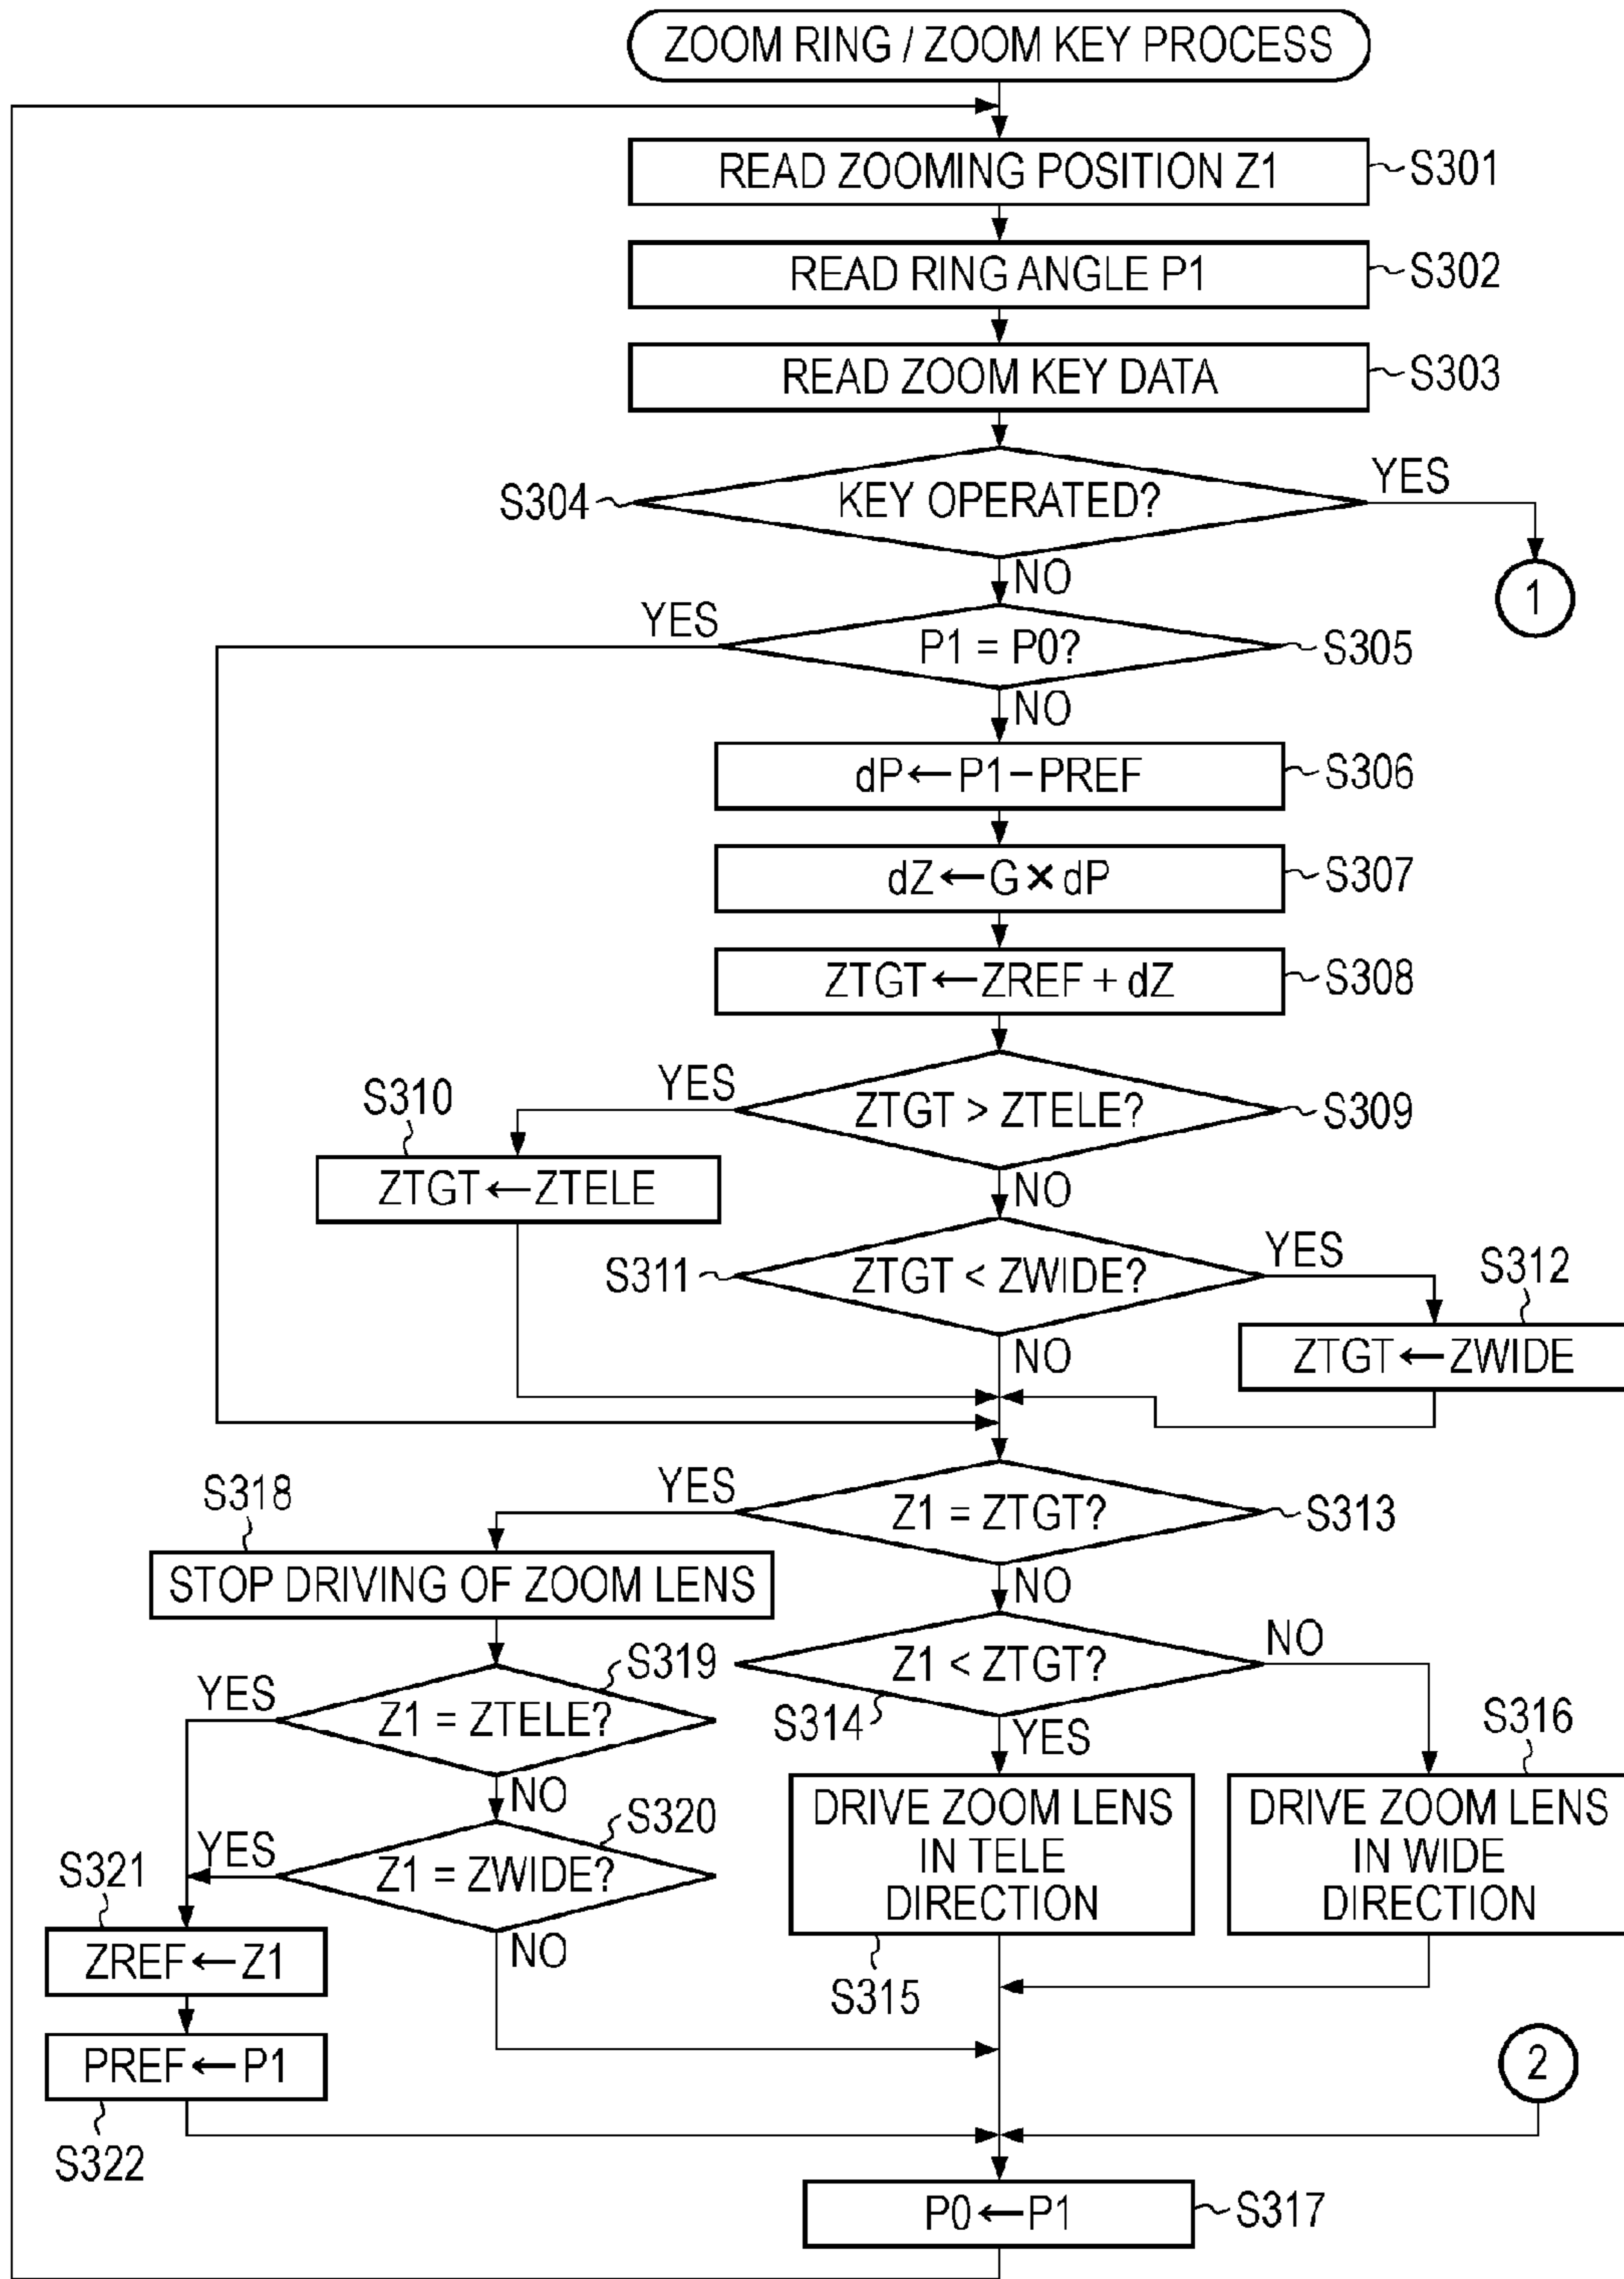 ZOOM RING / ZOOM KEY PROCESS
READ ZOOMING POSITION Z1
S301
READ RING ANGLE P1
S302
READ ZOOM KEY DATA
S303
S304
KEY OPERATED?
YES
NO
1
YES
P1 = P0?
S305
NO
dP←P1−PREF
S306
dZ←G×dP
S307
ZTGT←ZREF + dZ
S308
S310
YES
ZTGT > ZTELE?
S309
ZTGT←ZTELE
NO
S311
ZTGT < ZWIDE?
YES
S312
NO
ZTGT←ZWIDE
S318
YES
Z1 = ZTGT?
S313
STOP DRIVING OF ZOOM LENS
NO
S319
Z1 < ZTGT?
NO
YES
Z1 = ZTELE?
S314
YES
S316
NO
S320
DRIVE ZOOM LENS
IN TELE
DIRECTION
DRIVE ZOOM LENS
IN WIDE
DIRECTION
S321
YES
Z1 = ZWIDE?
NO
ZREF←Z1
S315
PREF←P1
2
S322
P0←P1
S317